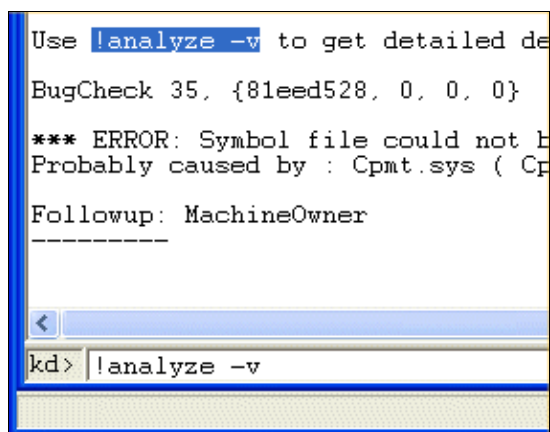 Use !analyze -v to get detailed de
BugCheck 35, {81eed528, 0, 0, 0}
*** ERROR: Symbol file could not b
Probably caused by : Cpmt.sys ( Cp
Followup: MachineOwner
---------
kd> !analyze -v